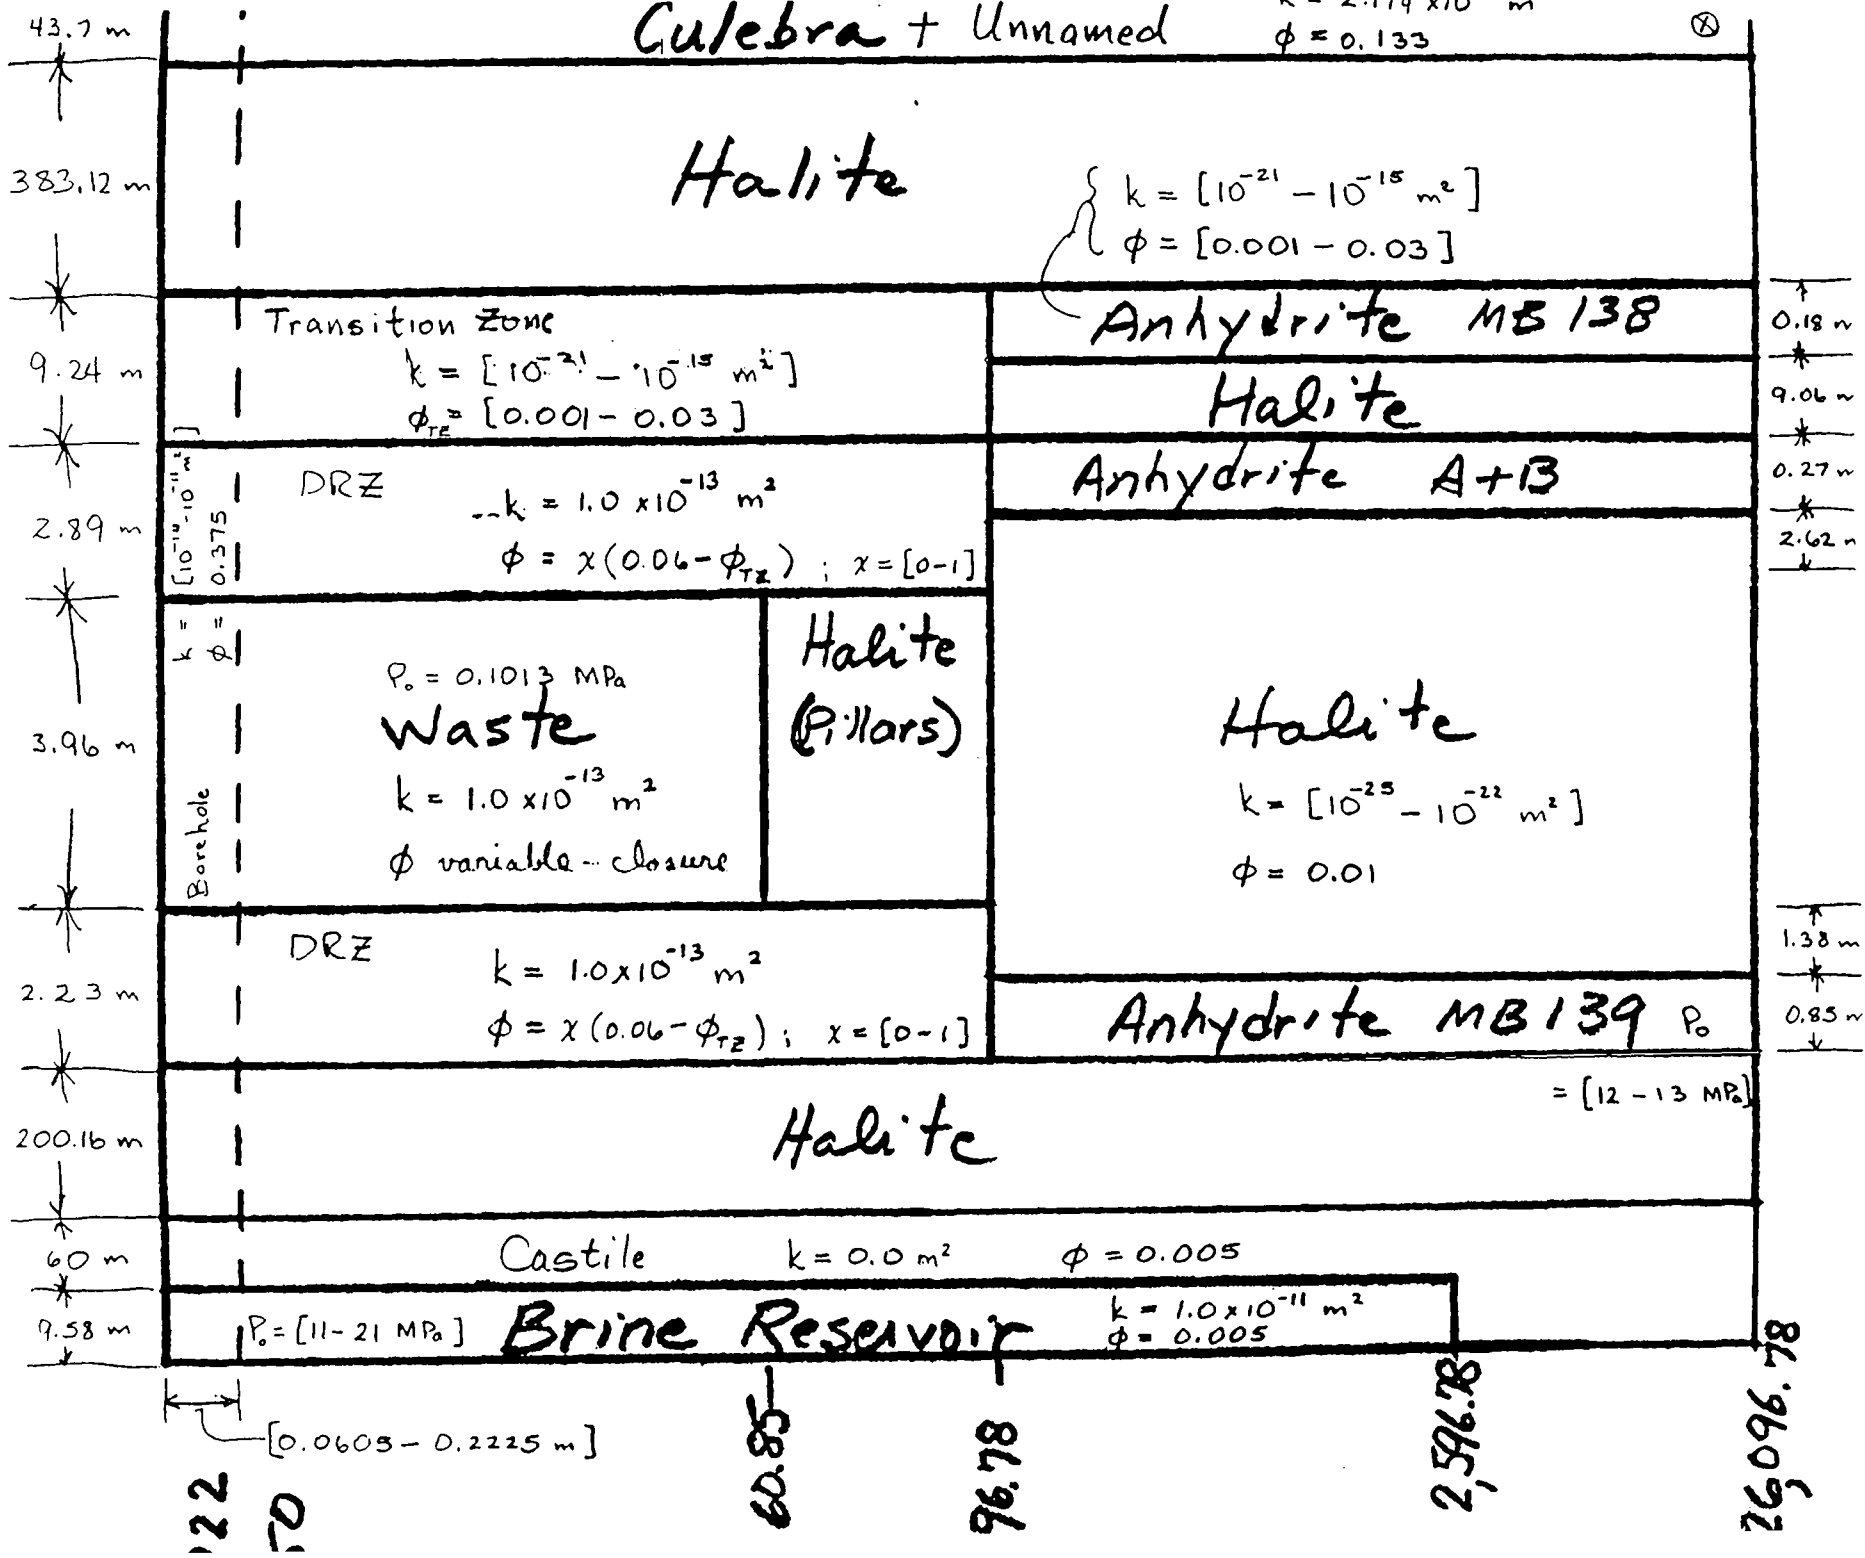 43.7 m
Culebra + Unnamed
φ = 0.133
383.12 m
Halite
k = [10⁻²¹ – 10⁻¹⁵ m²]
φ = [0.001 – 0.03]
9.24 m
Transition Zone
k = [10⁻²¹ – 10⁻¹⁵ m²]
φTZ = [0.001 – 0.03]
Anhydrite MB 138
0.18 m
Halite
9.06 m
2.89 m
DRZ
k = 1.0 x10⁻¹³ m²
φ = x(0.06 – φTZ) ; x = [0-1]
Anhydrite A+B
0.27 m
2.62 m
φ = 0.375
Borehole
3.96 m
P₀ = 0.1013 MPa
Waste
k = 1.0 x10⁻¹³ m²
φ variable - closure
Halite
(Pillars)
Halite
k = [10⁻²⁵ – 10⁻²² m²]
φ = 0.01
1.38 m
2.23 m
DRZ
k = 1.0x10⁻¹³ m²
φ = x(0.06 – φTZ) ; x = [0-1]
Anhydrite MB 139 P₀
0.85 m
= [12 – 13 MPa]
200.16 m
Halite
60 m
Castile k = 0.0 m² φ = 0.005
9.58 m
P₀ = [11-21 MPa] Brine Reservoir
k = 1.0x10⁻¹¹ m²
φ = 0.005
[0.0605 – 0.2225 m]
60.85
96.78
2,596.78
26,096.78